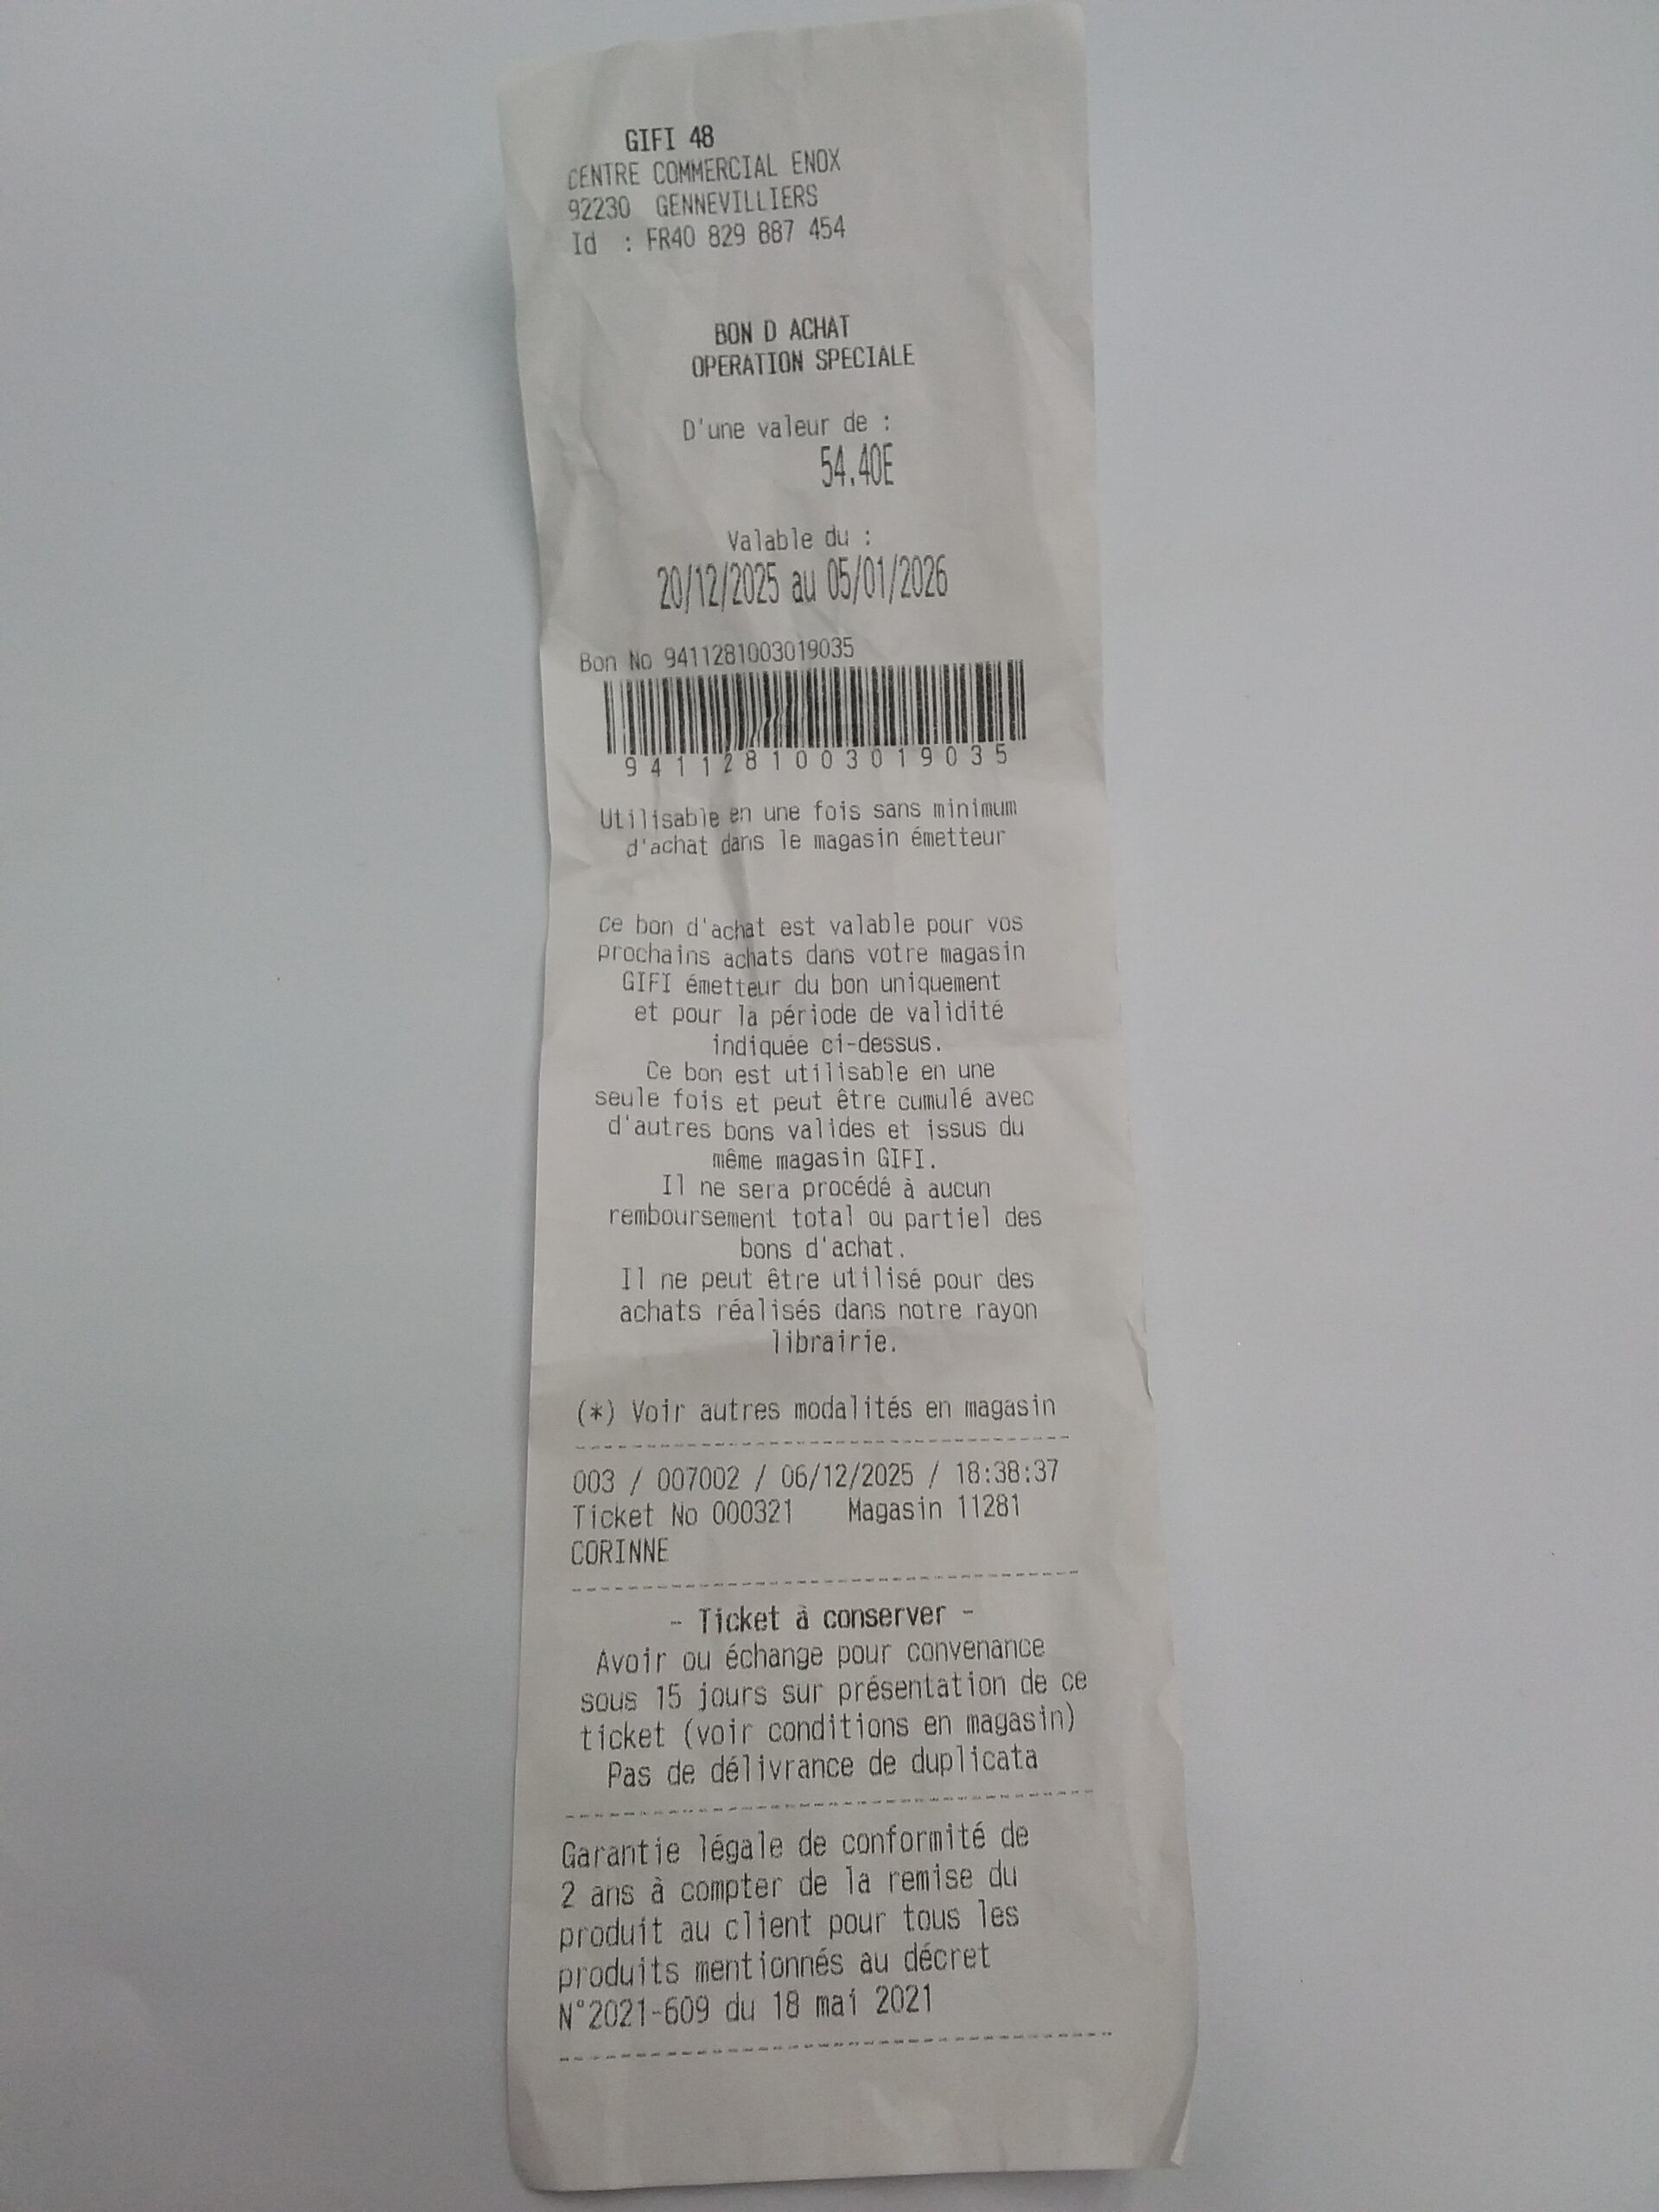 GIFI 48
CENTRE COMMERCIAL ENOX
92230 GENNEVILLIERS
Id : FR40 829 887 454
BON D ACHAT
OPERATION SPECIALE
D'une valeur de :
54.40E
Valable du :
20/12/2025 au 05/01/2026
Bon No 9411281003019035
9411281003019035
Utilisable en une fois sans minimum
d'achat dans le magasin émetteur
Ce bon d'achat est valable pour vos
prochains achats dans votre magasin
GIFI émetteur du bon uniquement
et pour la période de validité
indiquée ci-dessus.
Ce bon est utilisable en une
seule fois et peut être cumulé avec
d'autres bons valides et issus du
même magasin GIFI.
Il ne sera procédé à aucun
remboursement total ou partiel des
bons d'achat.
Il ne peut être utilisé pour des
achats réalisés dans notre rayon
librairie.
(*) Voir autres modalités en magasin
003 / 007002 / 06/12/2025 / 18:38:37
Ticket No 000321 Magasin 11281
CORINNE
- Ticket à conserver -
Avoir ou échange pour convenance
sous 15 jours sur présentation de ce
ticket (voir conditions en magasin)
Pas de délivrance de duplicata
Garantie légale de conformité de
2 ans à compter de la remise du
produit au client pour tous les
produits mentionnés au décret
N°2021-609 du 18 mai 2021